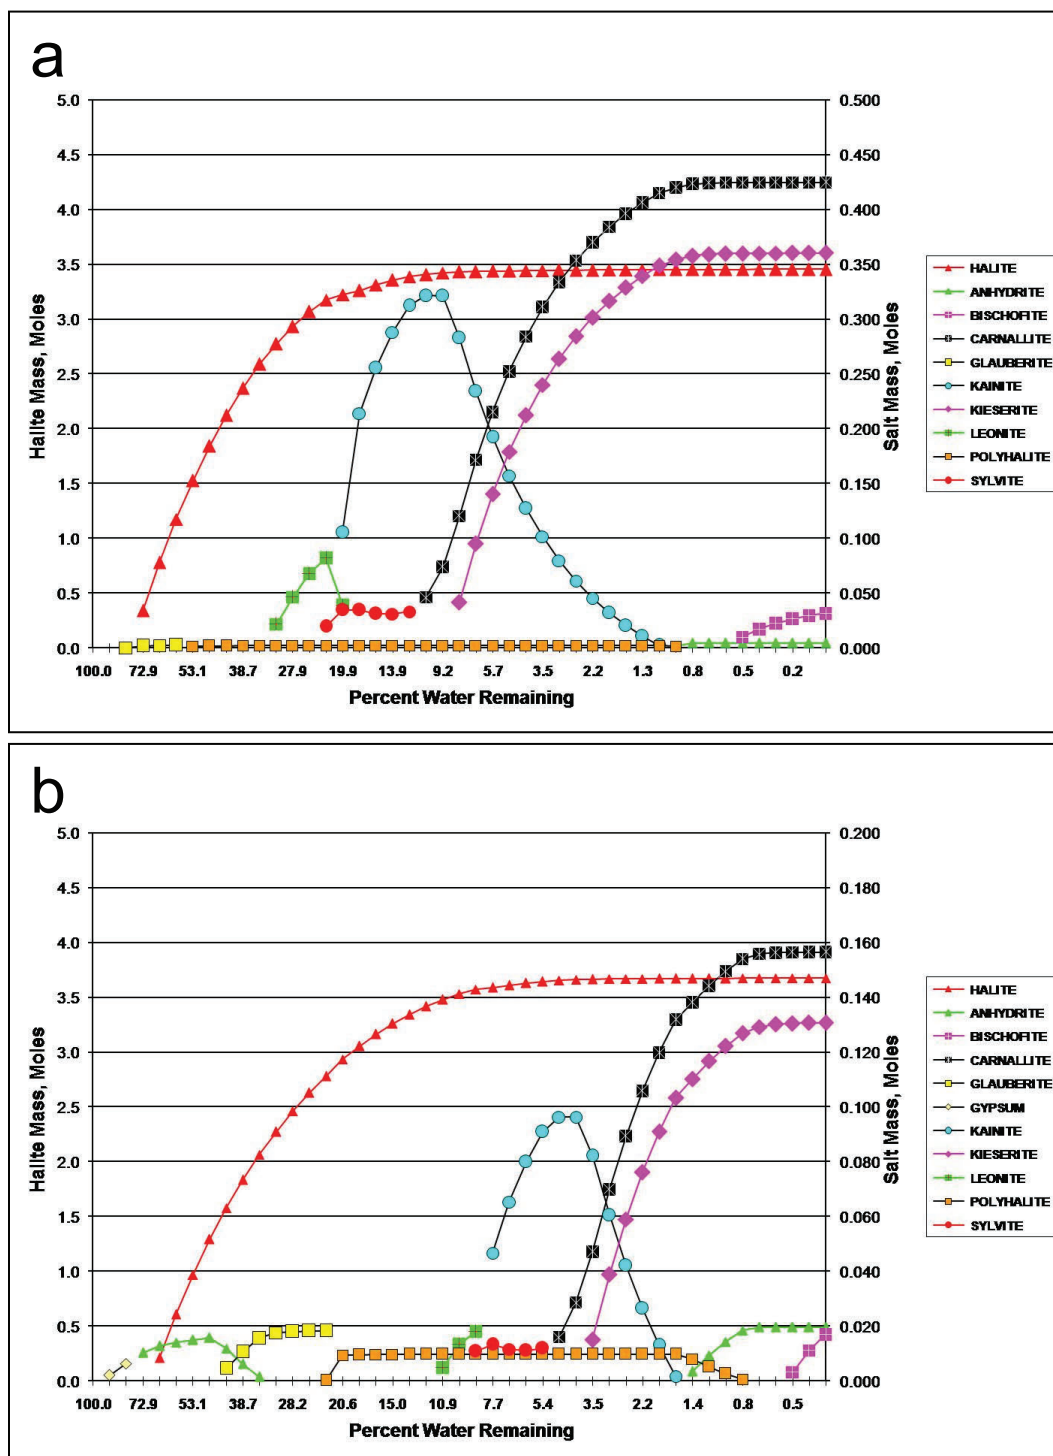 a
5.0
4.5
4.0
3.5
3.0
2.5
2.0
1.5
1.0
0.5
0.0
Halite Mass, Moles
0.500
0.450
0.400
0.350
0.300
0.250
0.200
0.150
0.100
0.050
0.000
Salt Mass, Moles
100.0 72.9 53.1 38.7 27.9 19.9 13.9 9.2 5.7 3.5 2.2 1.3 0.8 0.5 0.2
Percent Water Remaining
HALITE
ANHYDRITE
BISCHOFITE
CARNALLITE
GLAUBERITE
KAINITE
KIESERITE
LEONITE
POLYHALITE
SYLVITE
b
5.0
4.5
4.0
3.5
3.0
2.5
2.0
1.5
1.0
0.5
0.0
Halite Mass, Moles
0.200
0.180
0.160
0.140
0.120
0.100
0.080
0.060
0.040
0.020
0.000
Salt Mass, Moles
100.0 72.9 53.1 38.7 28.2 20.6 15.0 10.9 7.7 5.4 3.5 2.2 1.4 0.8 0.5
Percent Water Remaining
HALITE
ANHYDRITE
BISCHOFITE
CARNALLITE
GLAUBERITE
GYPSUM
KAINITE
KIESERITE
LEONITE
POLYHALITE
SYLVITE